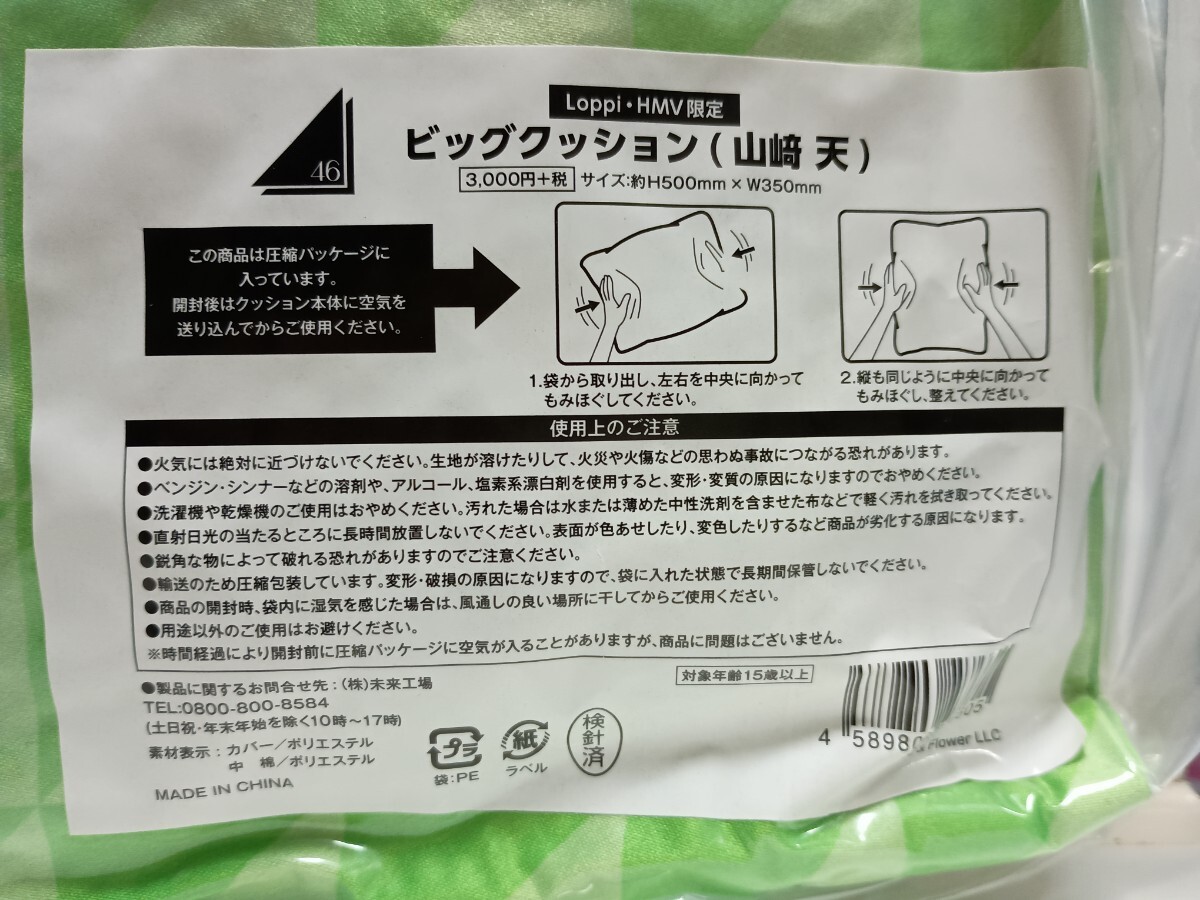 46
Loppi・HMV限定
ビッグクッション(山﨑 天)
3,000円+税 サイズ:約H500mm×W350mm
この商品は圧縮パッケージに
入っています。
開封後はクッション本体に空気を
送り込んでからご使用ください。
1.袋から取り出し、左右を中央に向かって
もみほぐしてください。
2.縦も同じように中央に向かって
もみほぐし、整えてください。
使用上のご注意
●火気には絶対に近づけないでください。生地が溶けたりして、火災や火傷などの思わぬ事故につながる恐れがあります。
●ベンジン・シンナーなどの溶剤や、アルコール、塩素系漂白剤を使用すると、変形・変質の原因になりますのでおやめください。
●洗濯機や乾燥機のご使用はおやめください。汚れた場合は水または薄めた中性洗剤を含ませた布などで軽く汚れを拭き取ってください。
●直射日光の当たるところに長時間放置しないでください。表面が色あせしたり、変色したりするなど商品が劣化する原因になります。
●鋭角な物によって破れる恐れがありますのでご注意ください。
●輸送のため圧縮包装しています。変形・破損の原因になりますので、袋に入れた状態で長期間保管しないでください。
●商品の開封時、袋内に湿気を感じた場合は、風通しの良い場所に干してからご使用ください。
●用途以外のご使用はお避けください。
※時間経過により開封前に圧縮パッケージに空気が入ることがありますが、商品に問題はございません。
●製品に関するお問合せ先:(株)未来工場
TEL:0800-800-8584
(土日祝・年末年始を除く10時～17時)
素材表示:カバー/ポリエステル
中 綿/ポリエステル
MADE IN CHINA
プラ
袋:PE
紙
ラベル
検針済
対象年齢15歳以上
4 5898
Flower LLC